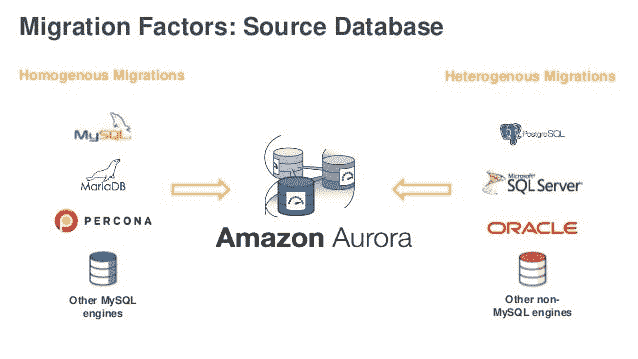 Migration Factors: Source Database
Homogenous Migrations
MySQL
MariaDB
PERCONA
Other MySQL
engines
Amazon Aurora
Heterogenous Migrations
PostgreSQL
Microsoft
SQL Server
ORACLE
Other non-
MySQL engines